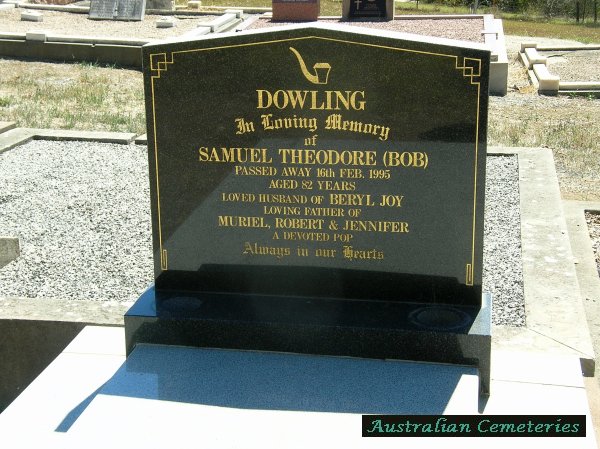 DOWLING
In Loving Memory
of
SAMUEL THEODORE (BOB)
PASSED AWAY 16th FEB. 1995
AGED 82 YEARS
LOVED HUSBAND OF BERYL JOY
LOVING FATHER OF
MURIEL, ROBERT & JENNIFER
A DEVOTED POP
Always in our Hearts
Australian Cemeteries